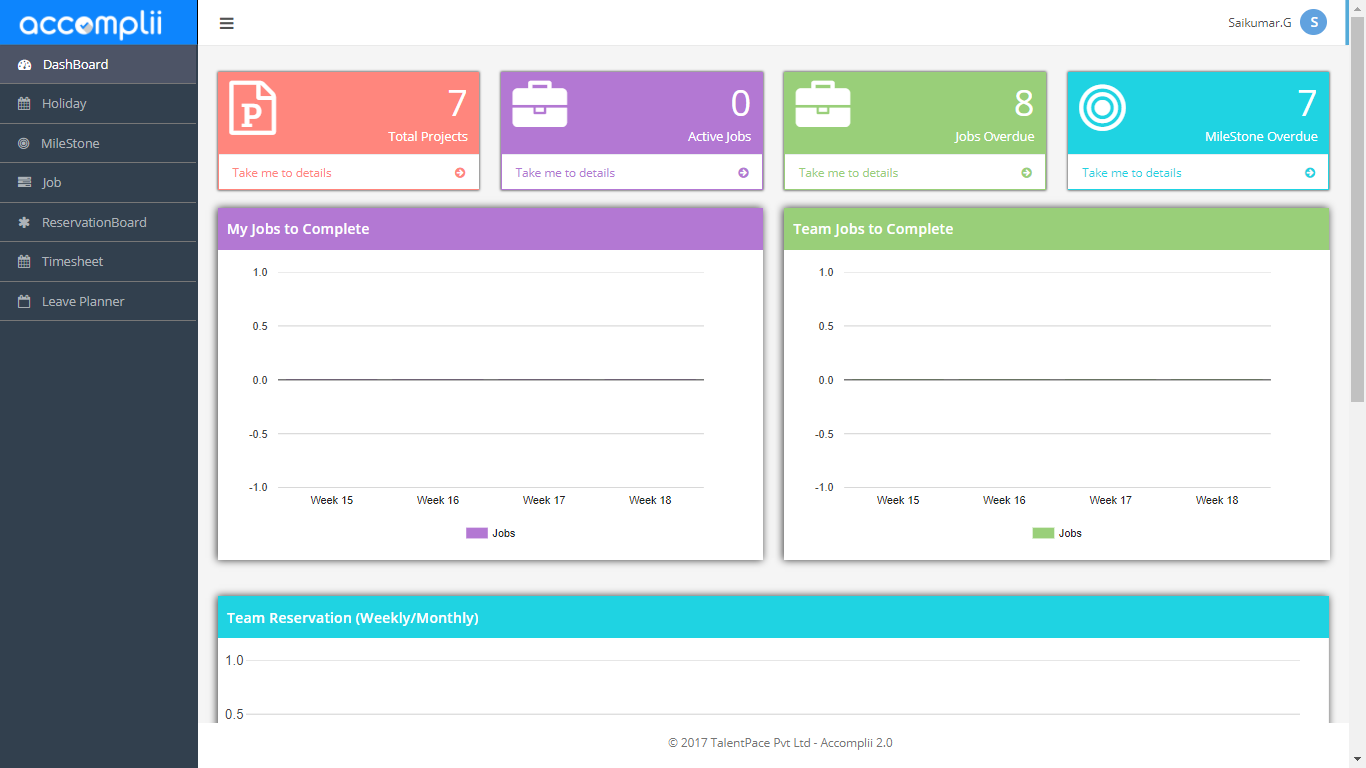 accomplii
Saikumar.G
S
DashBoard
Holiday
MileStone
Job
ReservationBoard
Timesheet
Leave Planner
P
7
Total Projects
Take me to details
0
Active Jobs
Take me to details
8
Jobs Overdue
Take me to details
7
MileStone Overdue
Take me to details
My Jobs to Complete
1.0
0.5
0.0
-0.5
-1.0
Week 15 Week 16 Week 17 Week 18
Jobs
Team Jobs to Complete
1.0
0.5
0.0
-0.5
-1.0
Week 15 Week 16 Week 17 Week 18
Jobs
Team Reservation (Weekly/Monthly)
1.0
0.5
© 2017 TalentPace Pvt Ltd - Accomplii 2.0